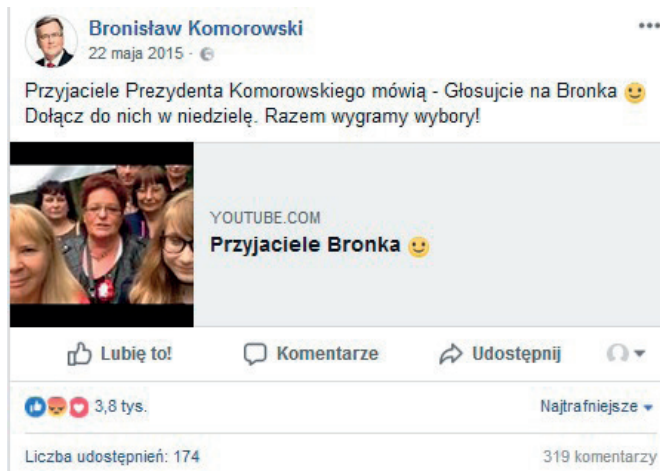 Bronisław Komorowski
22 maja 2015 ·
Przyjaciele Prezydenta Komorowskiego mówią - Głosujcie na Bronka 🙂
Dołącz do nich w niedzielę. Razem wygramy wybory!
YOUTUBE.COM
Przyjaciele Bronka 🙂
Lubię to! Komentarze Udostępnij
3,8 tys. Najtrafniejsze
Liczba udostępnień: 174 319 komentarzy